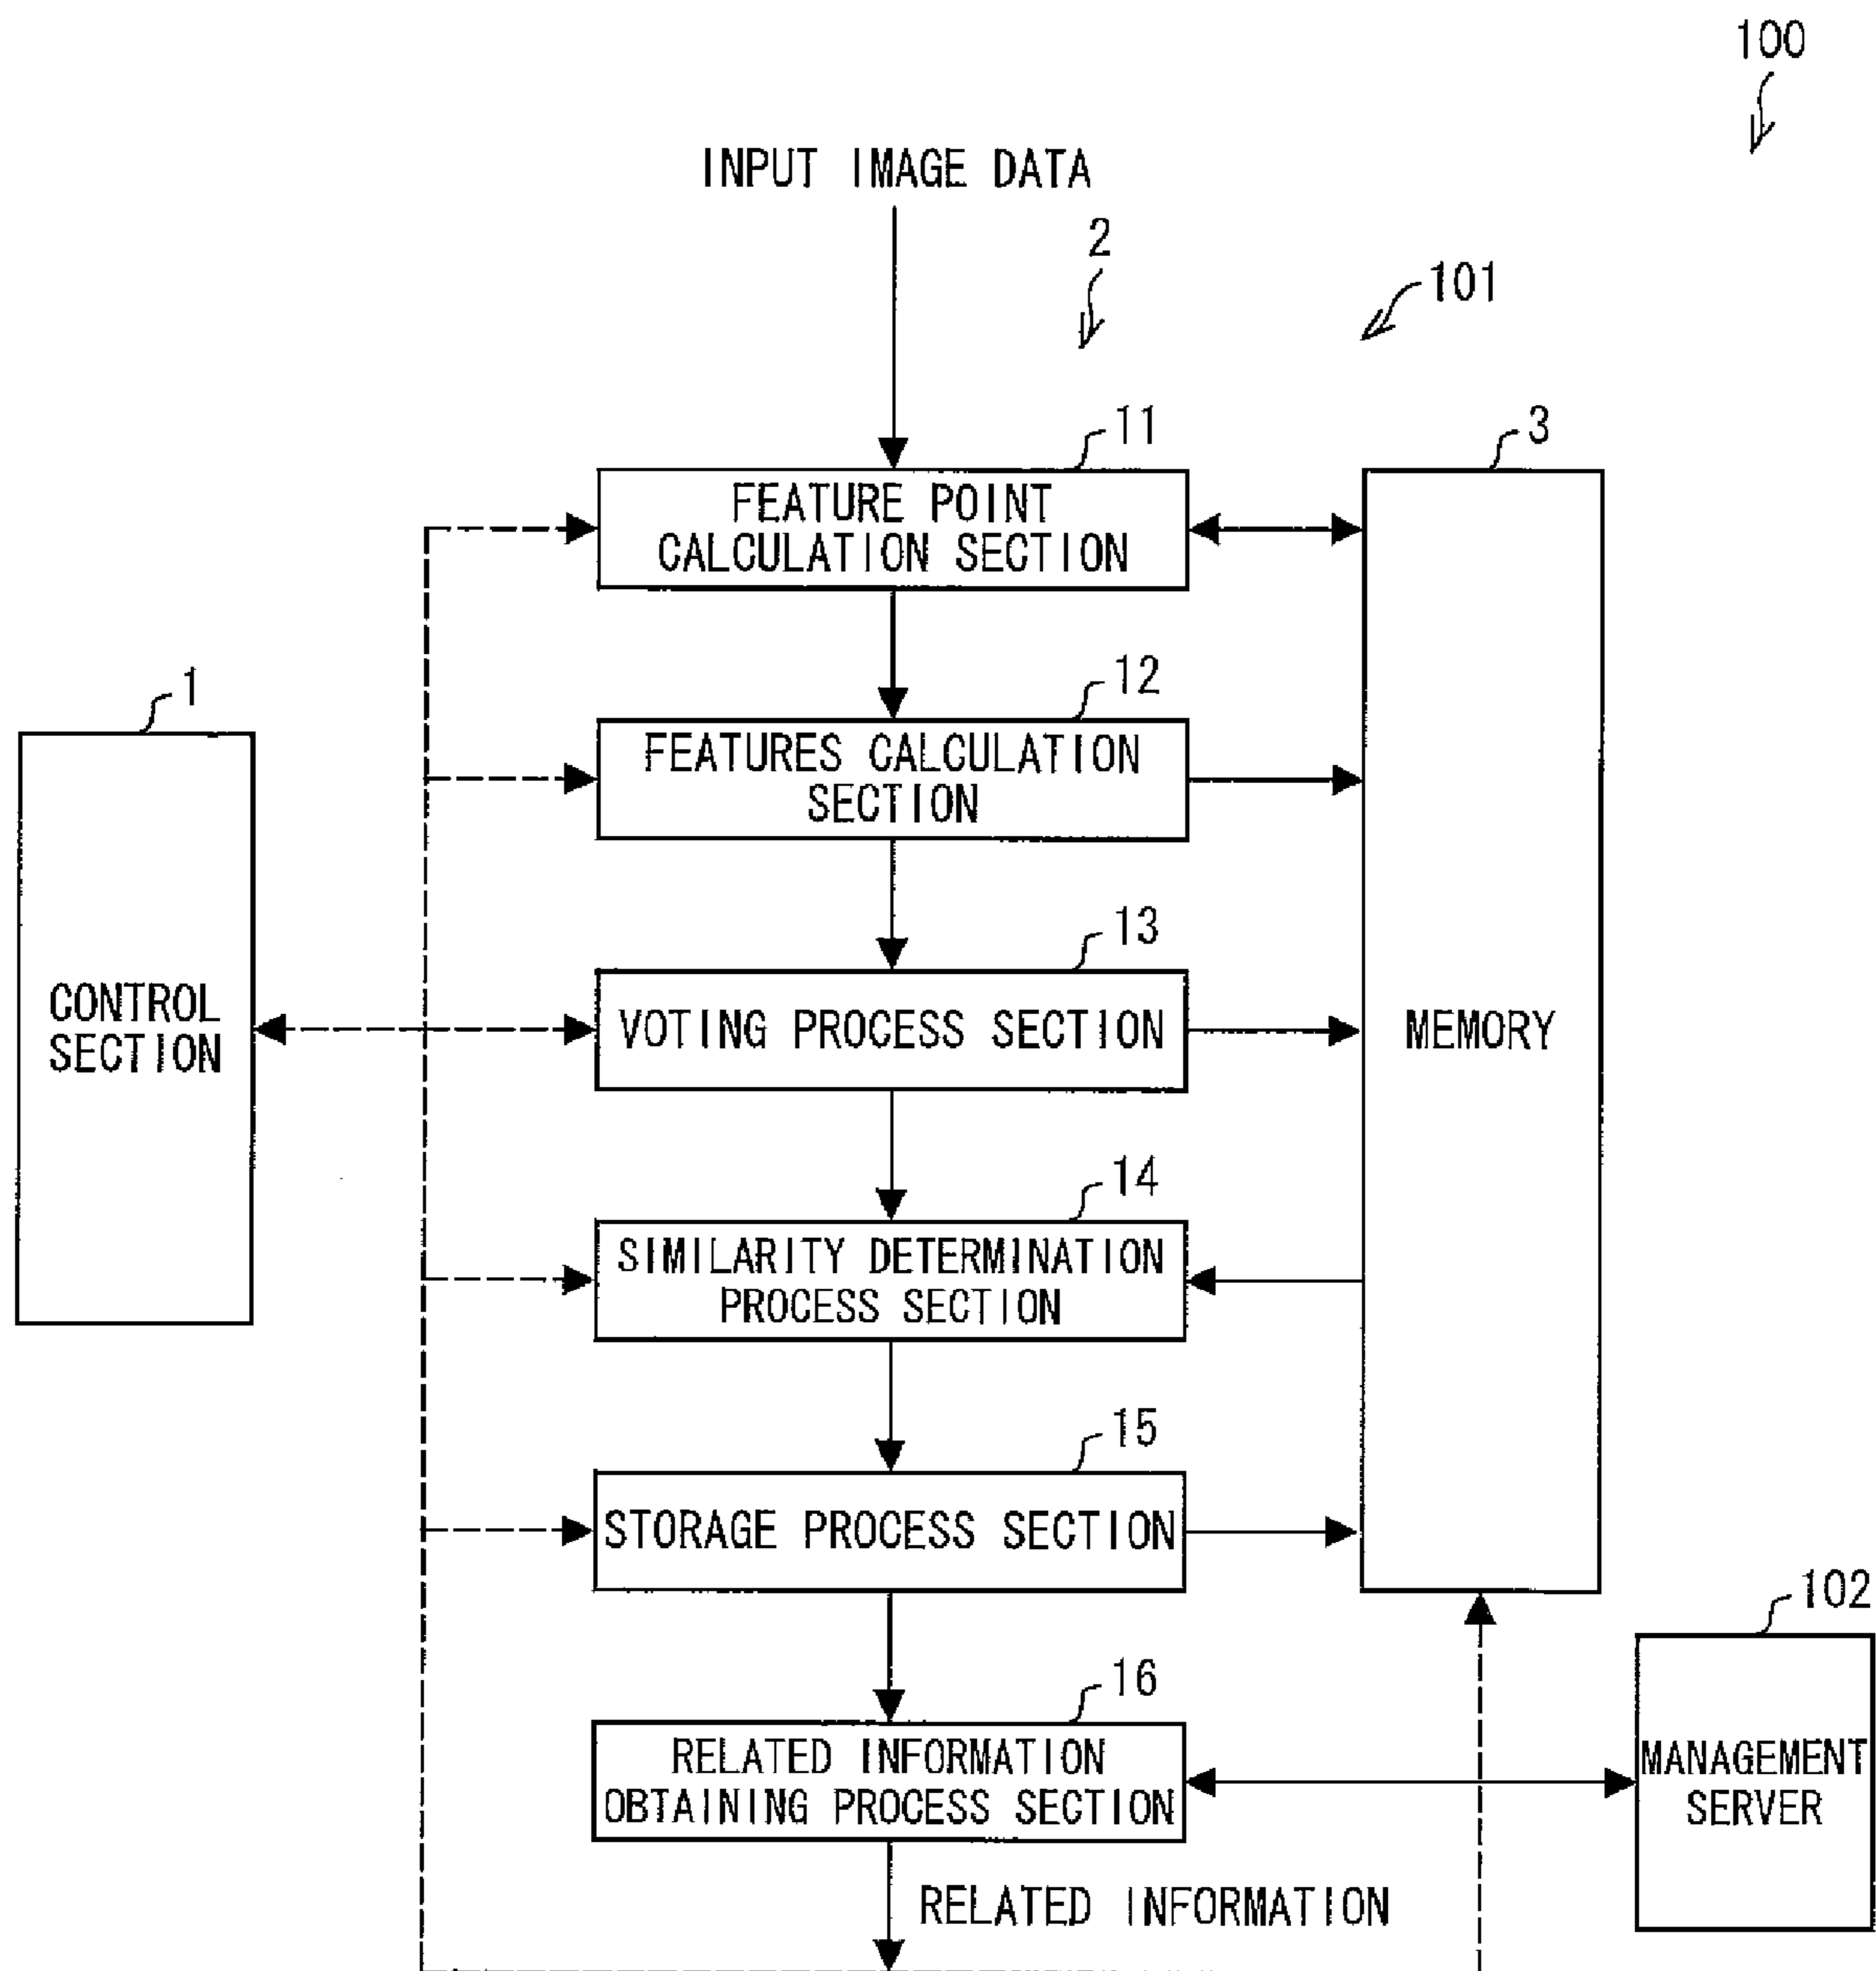 100
INPUT IMAGE DATA
2
101
11
3
FEATURE POINT
CALCULATION SECTION
12
1
FEATURES CALCULATION
SECTION
13
CONTROL
SECTION
VOTING PROCESS SECTION
MEMORY
14
SIMILARITY DETERMINATION
PROCESS SECTION
15
STORAGE PROCESS SECTION
102
16
RELATED INFORMATION
OBTAINING PROCESS SECTION
MANAGEMENT
SERVER
RELATED INFORMATION